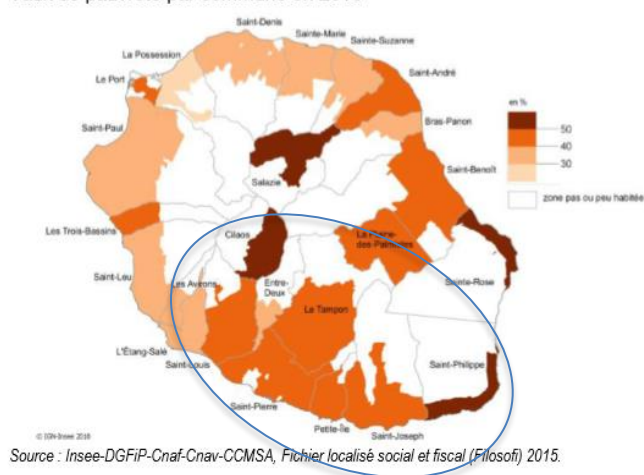 Saint-Denis
Sainte-Marie
Sainte-Suzanne
La Possession
Le Port
Saint-André
en %
Saint-Paul
Bras-Panon
50
40
30
Saint-Benoît
Salazie
zone pas ou peu habitée
Les Trois-Bassins
Cilaos
La Plaine-
des-Palmistes
Saint-Leu
Les Avirons
Entre-
Deux
Sainte-Rose
La Tampon
L'Étang-Salé
Saint-Louis
Saint-Philippe
Saint-Pierre
Petite-Île
Saint-Joseph
© IGN-Insee 2018
Source : Insee-DGFiP-Cnaf-Cnav-CCMSA, Fichier localisé social et fiscal (Filosofi) 2015.